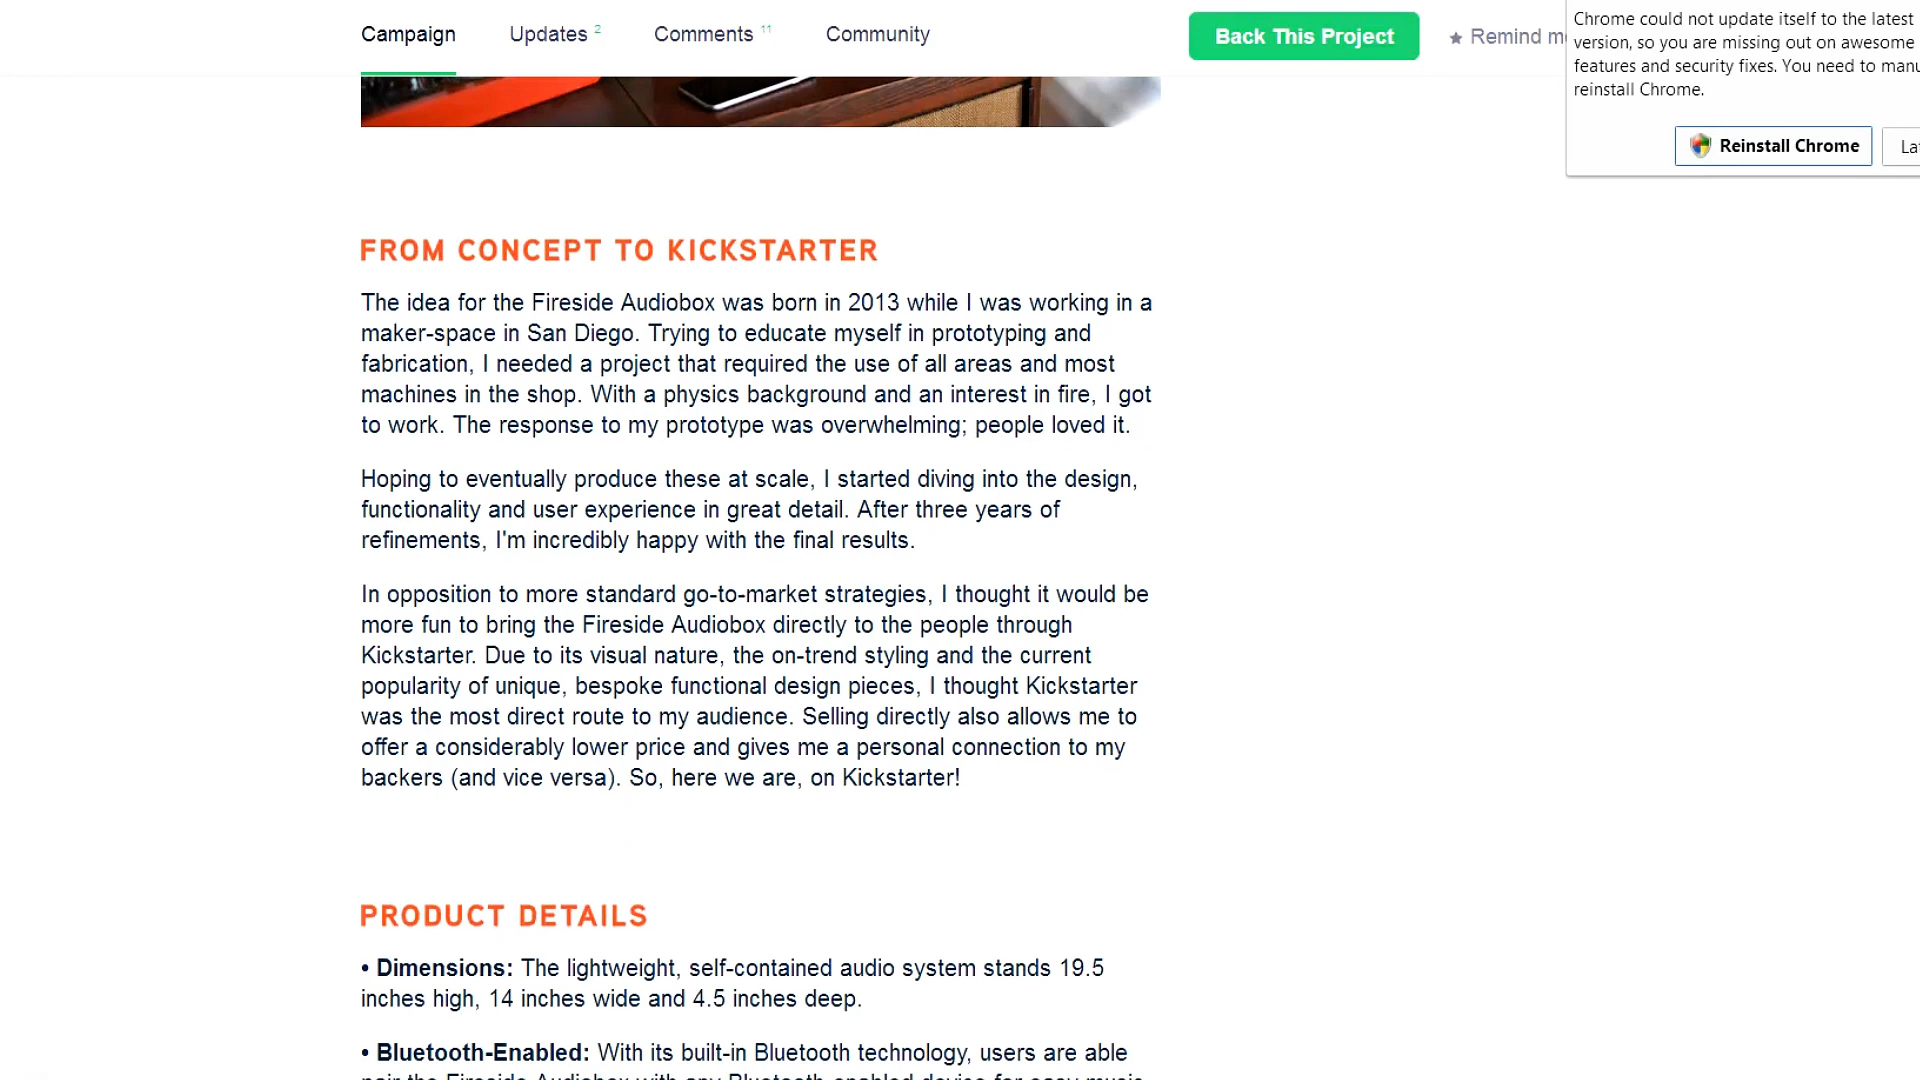 Campaign Updates 2 Comments 11 Community Back This Project Remind
Chrome could not update itself to the latest
version, so you are missing out on awesome
features and security fixes. You need to
reinstall Chrome.
Reinstall Chrome
FROM CONCEPT TO KICKSTARTER
The idea for the Fireside Audiobox was born in 2013 while I was working in a
maker-space in San Diego. Trying to educate myself in prototyping and
fabrication, I needed a project that required the use of all areas and most
machines in the shop. With a physics background and an interest in fire, I got
to work. The response to my prototype was overwhelming; people loved it.
Hoping to eventually produce these at scale, I started diving into the design,
functionality and user experience in great detail. After three years of
refinements, I'm incredibly happy with the final results.
In opposition to more standard go-to-market strategies, I thought it would be
more fun to bring the Fireside Audiobox directly to the people through
Kickstarter. Due to its visual nature, the on-trend styling and the current
popularity of unique, bespoke functional design pieces, I thought Kickstarter
was the most direct route to my audience. Selling directly also allows me to
offer a considerably lower price and gives me a personal connection to my
backers (and vice versa). So, here we are, on Kickstarter!
PRODUCT DETAILS
• Dimensions: The lightweight, self-contained audio system stands 19.5
inches high, 14 inches wide and 4.5 inches deep.
• Bluetooth-Enabled: With its built-in Bluetooth technology, users are able
pair the Fireside Audiobox with any Bluetooth enabled device for easy music